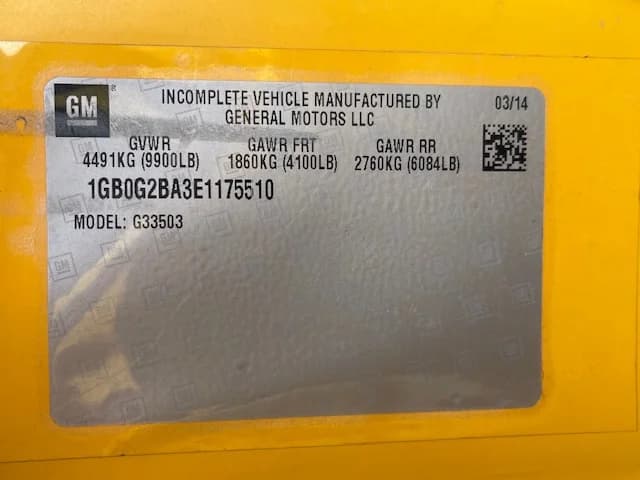 GM
INCOMPLETE VEHICLE MANUFACTURED BY
GENERAL MOTORS LLC
03/14
GVWR GAWR FRT GAWR RR
4491KG (9900LB) 1860KG (4100LB) 2760KG (6084LB)
1GB0G2BA3E1175510
MODEL: G33503